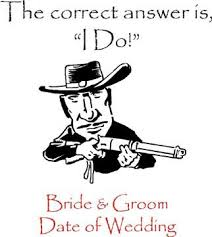 The correct answer is,
"I Do!"
Bride & Groom
Date of Wedding